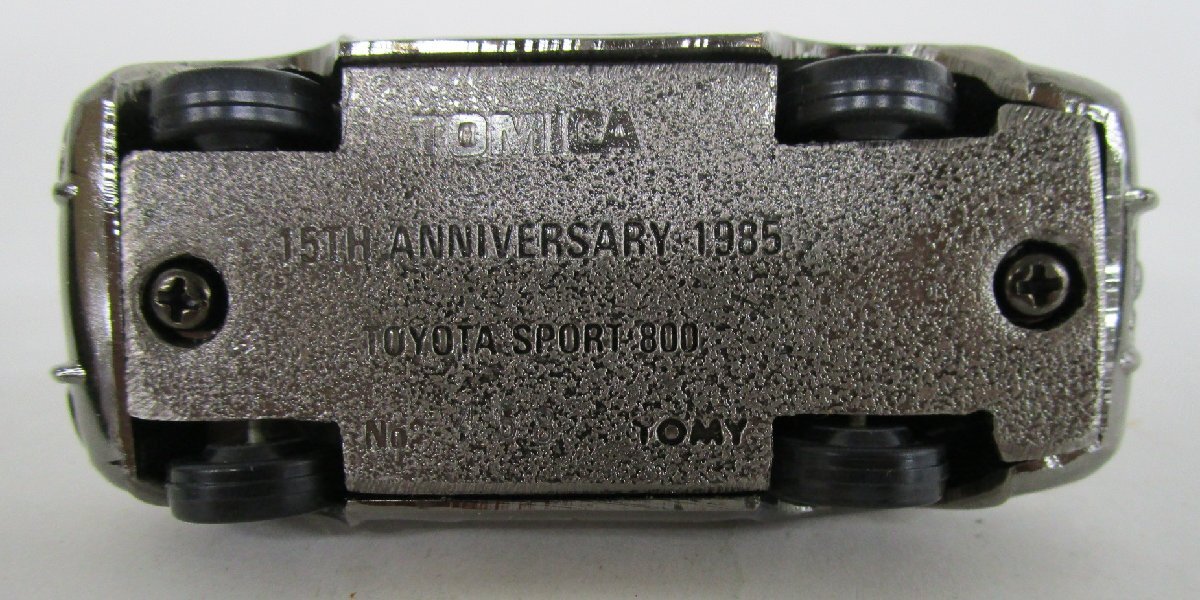 TOMICA
15TH ANNIVERSARY 1985
TOYOTA SPORT 800
No.
TOMY